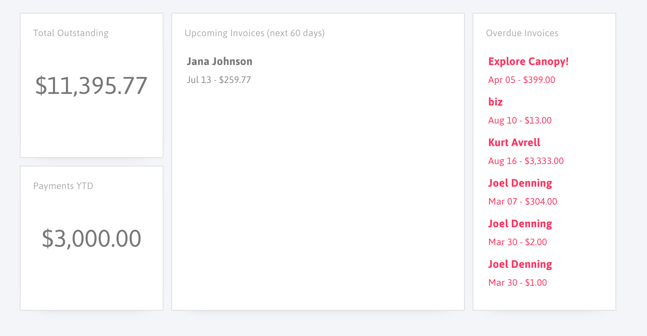 Total Outstanding
$11,395.77
Payments YTD
$3,000.00
Upcoming Invoices (next 60 days)
Jana Johnson
Jul 13 - $259.77
Overdue Invoices
Explore Canopy!
Apr 05 - $399.00
biz
Aug 10 - $13.00
Kurt Avrell
Aug 16 - $3,333.00
Joel Denning
Mar 07 - $304.00
Joel Denning
Mar 30 - $2.00
Joel Denning
Mar 30 - $1.00